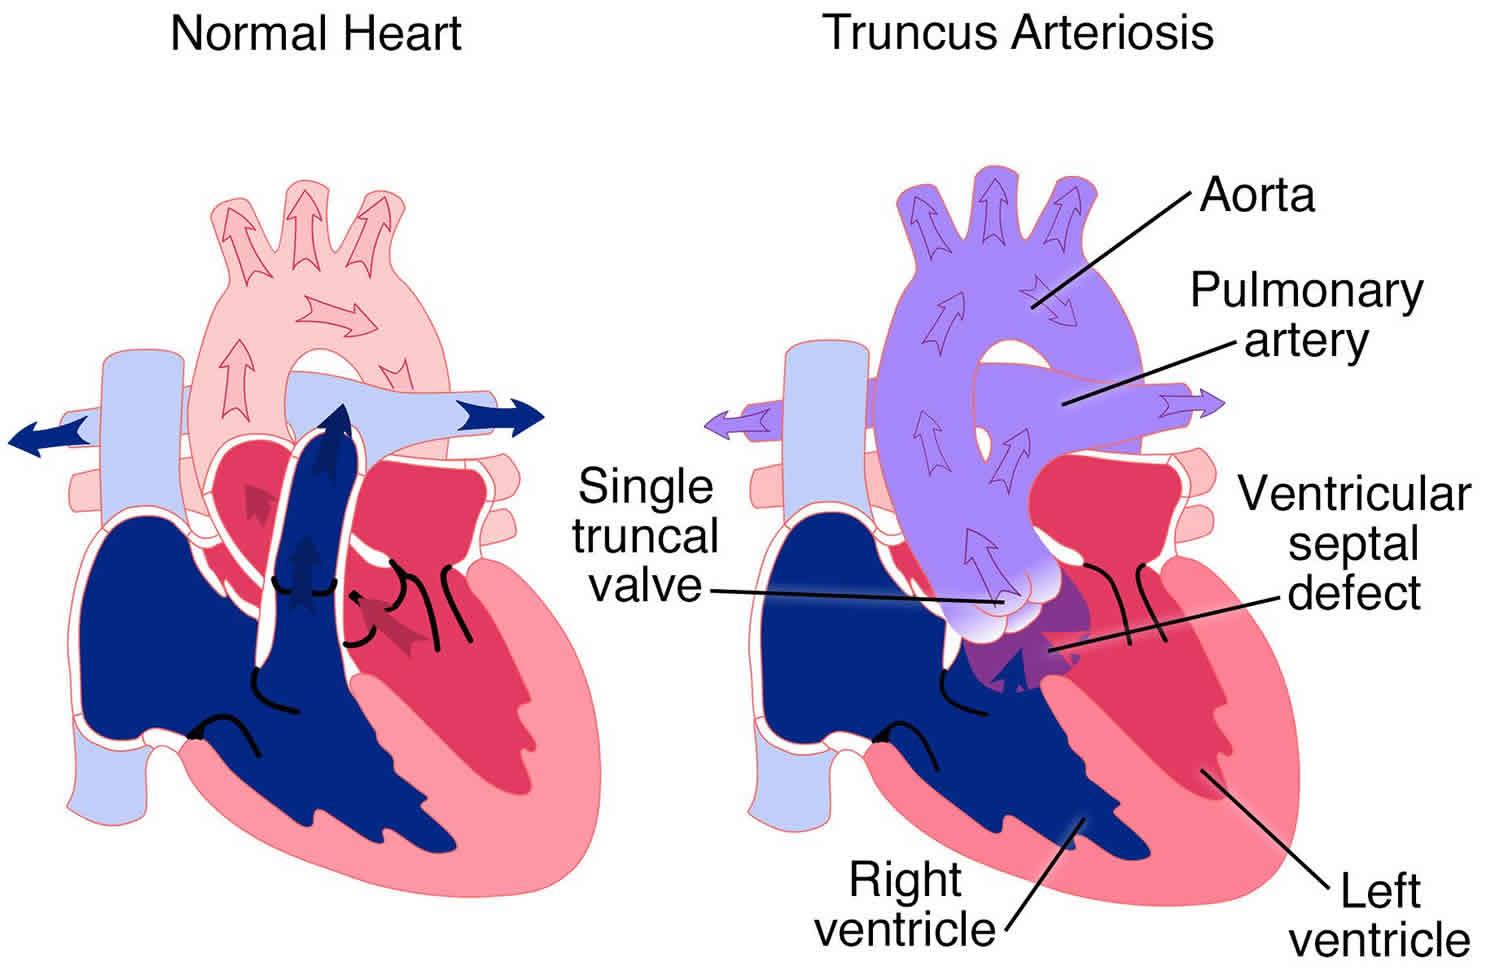 Normal Heart
Truncus Arteriosis
Aorta
Pulmonary
artery
Single
truncal
valve
Ventricular
septal
defect
Right
ventricle
Left
ventricle